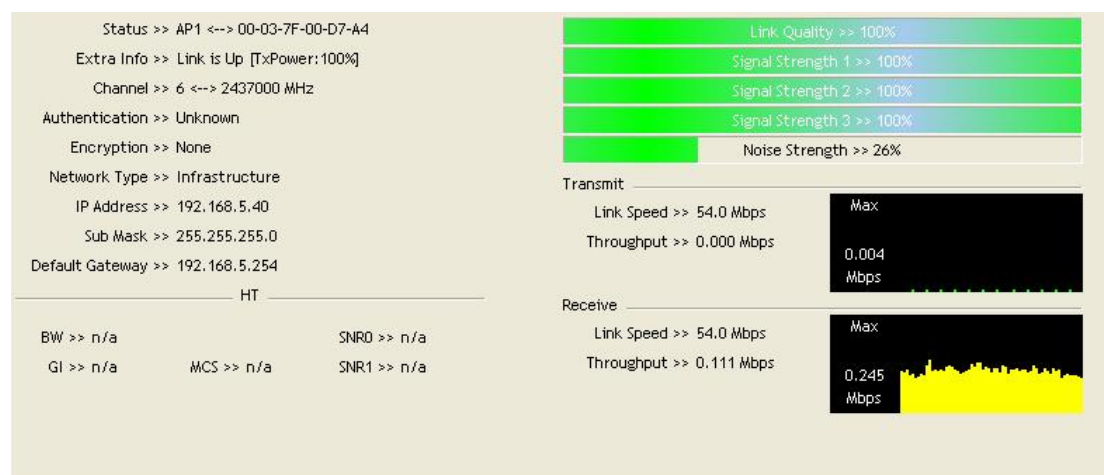 Status >> AP1 <--> 00-03-7F-00-D7-A4
Extra Info >> Link is Up [TxPower:100%]
Channel >> 6 <--> 2437000 MHz
Authentication >> Unknown
Encryption >> None
Network Type >> Infrastructure
IP Address >> 192.168.5.40
Sub Mask >> 255.255.255.0
Default Gateway >> 192.168.5.254
HT
BW >> n/a SNR0 >> n/a
GI >> n/a MCS >> n/a SNR1 >> n/a
Link Quality >> 100%
Signal Strength 1 >> 100%
Signal Strength 2 >> 100%
Signal Strength 3 >> 100%
Noise Strength >> 26%
Transmit
Link Speed >> 54.0 Mbps
Throughput >> 0.000 Mbps
Max
0.004
Mbps
Receive
Link Speed >> 54.0 Mbps
Throughput >> 0.111 Mbps
Max
0.245
Mbps